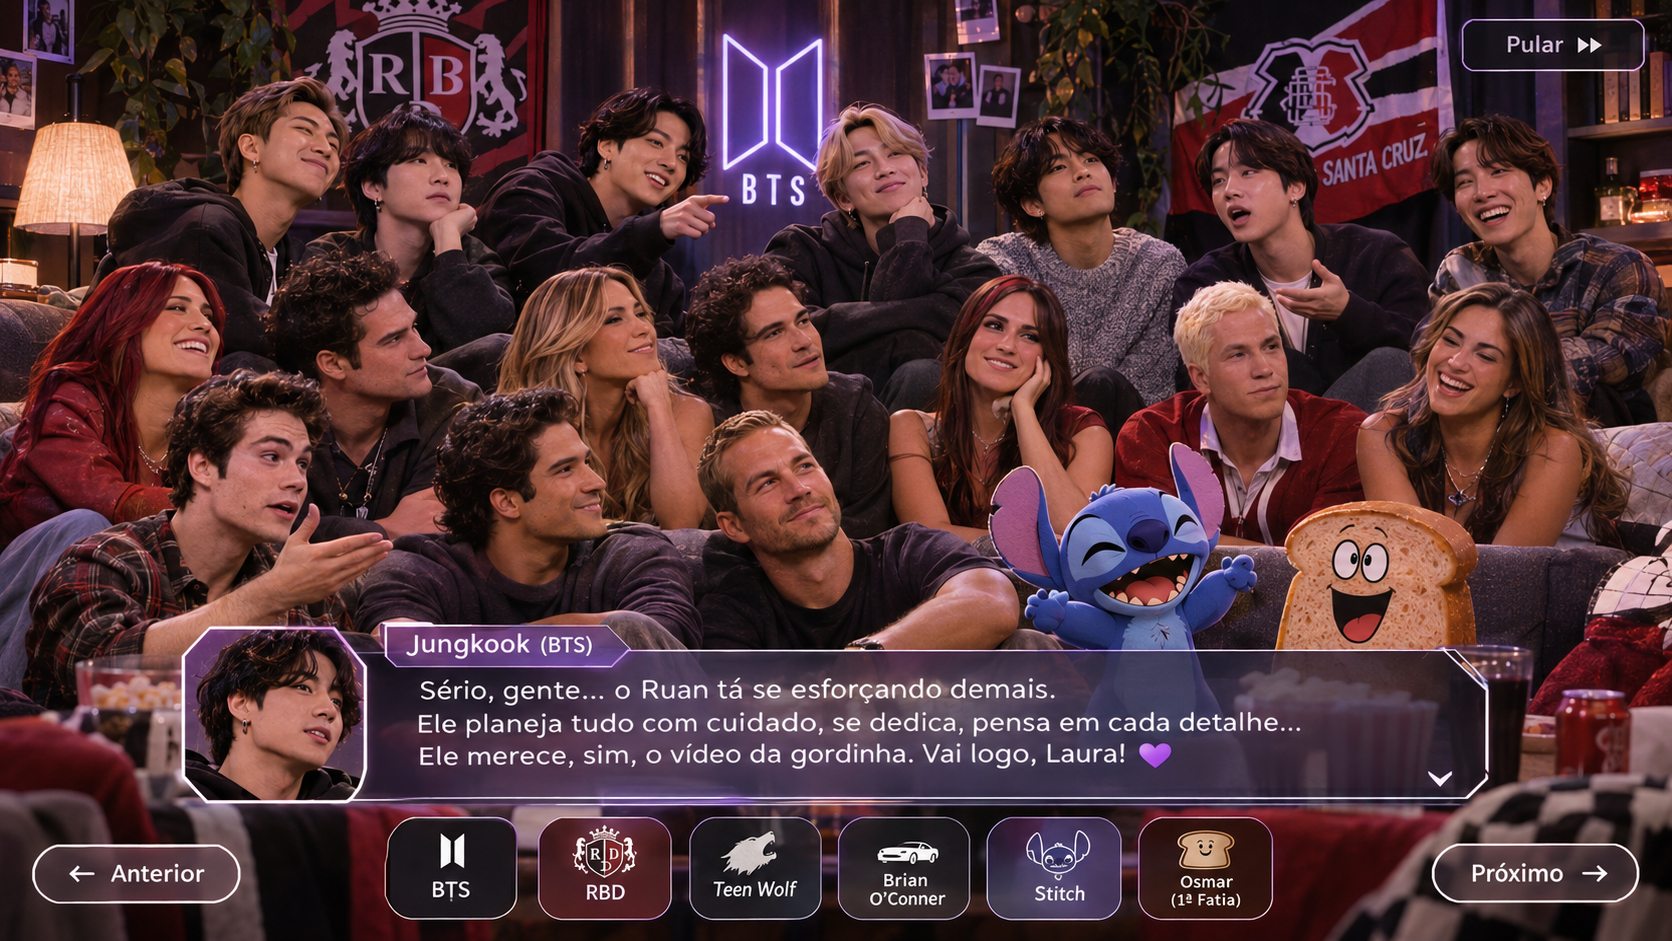 R B
D
BTS
SANTA CRUZ
Pular
Jungkook (BTS)
Sério, gente... o Ruan tá se esforçando demais.
Ele planeja tudo com cuidado, se dedica, pensa em cada detalhe...
Ele merece, sim, o vídeo da gordinha. Vai logo, Laura! 💜
← Anterior
BTS
R D
D
RBD
Teen Wolf
Brian
O'Conner
Stitch
Osmar
(1ª Fatia)
Próximo →